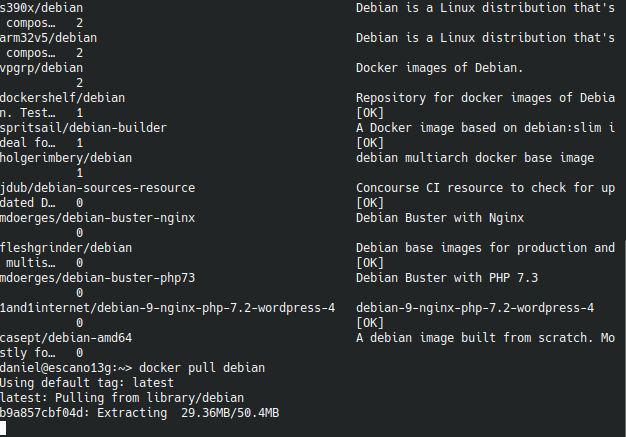 s390x/debian Debian is a Linux distribution that's
compos… 2
arm32v5/debian Debian is a Linux distribution that's
compos… 2
vpgrp/debian Docker images of Debian.
2
dockershelf/debian Repository for docker images of Debia
n. Test… 1 [OK]
spritsail/debian-builder A Docker image based on debian:slim i
deal fo… 1 [OK]
holgerimbery/debian debian multiarch docker base image
1
jdub/debian-sources-resource Concourse CI resource to check for up
dated D… 0 [OK]
mdoerges/debian-buster-nginx Debian Buster with Nginx
0
fleshgrinder/debian Debian base images for production and
multis… 0 [OK]
mdoerges/debian-buster-php73 Debian Buster with PHP 7.3
0
1and1internet/debian-9-nginx-php-7.2-wordpress-4 debian-9-nginx-php-7.2-wordpress-4
0 [OK]
casept/debian-amd64 A debian image built from scratch. Mo
stly fo… 0
daniel@escano13g:~> docker pull debian
Using default tag: latest
latest: Pulling from library/debian
b9a857cbf04d: Extracting 29.36MB/50.4MB